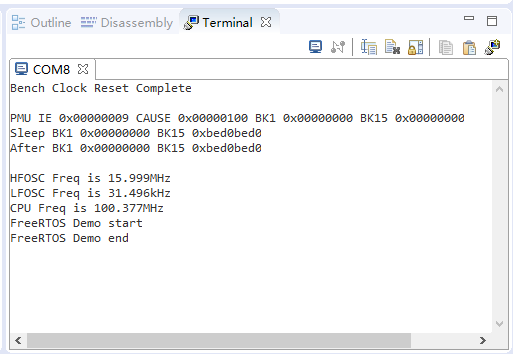 Outline Disassembly Terminal
COM8
Bench Clock Reset Complete
PMU IE 0x00000009 CAUSE 0x00000100 BK1 0x00000000 BK15 0x00000000
Sleep BK1 0x00000000 BK15 0xbed0bed0
After BK1 0x00000000 BK15 0xbed0bed0
HFOSC Freq is 15.999MHz
LFOSC Freq is 31.496kHz
CPU Freq is 100.377MHz
FreeRTOS Demo start
FreeRTOS Demo end